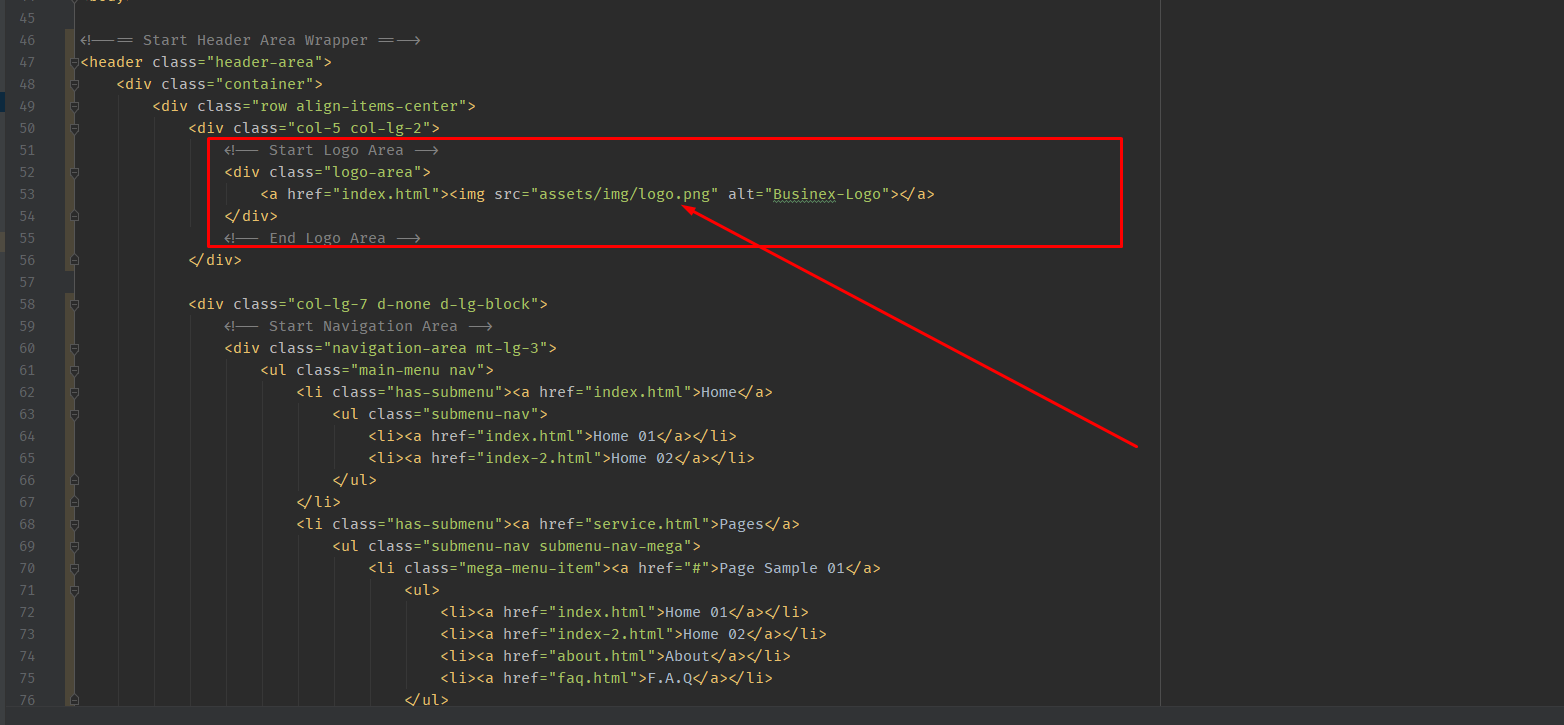 45
46 <!-- == Start Header Area Wrapper == -->
47 <header class="header-area">
48 <div class="container">
49 <div class="row align-items-center">
50 <div class="col-5 col-lg-2">
51 <!-- Start Logo Area -->
52 <div class="logo-area">
53 <a href="index.html"><img src="assets/img/logo.png" alt="Businex-Logo"></a>
54 </div>
55 <!-- End Logo Area -->
56 </div>
57
58 <div class="col-lg-7 d-none d-lg-block">
59 <!-- Start Navigation Area -->
60 <div class="navigation-area mt-lg-3">
61 <ul class="main-menu nav">
62 <li class="has-submenu"><a href="index.html">Home</a>
63 <ul class="submenu-nav">
64 <li><a href="index.html">Home 01</a></li>
65 <li><a href="index-2.html">Home 02</a></li>
66 </ul>
67 </li>
68 <li class="has-submenu"><a href="service.html">Pages</a>
69 <ul class="submenu-nav submenu-nav-mega">
70 <li class="mega-menu-item"><a href="#">Page Sample 01</a>
71 <ul>
72 <li><a href="index.html">Home 01</a></li>
73 <li><a href="index-2.html">Home 02</a></li>
74 <li><a href="about.html">About</a></li>
75 <li><a href="faq.html">F.A.Q</a></li>
76 </ul>